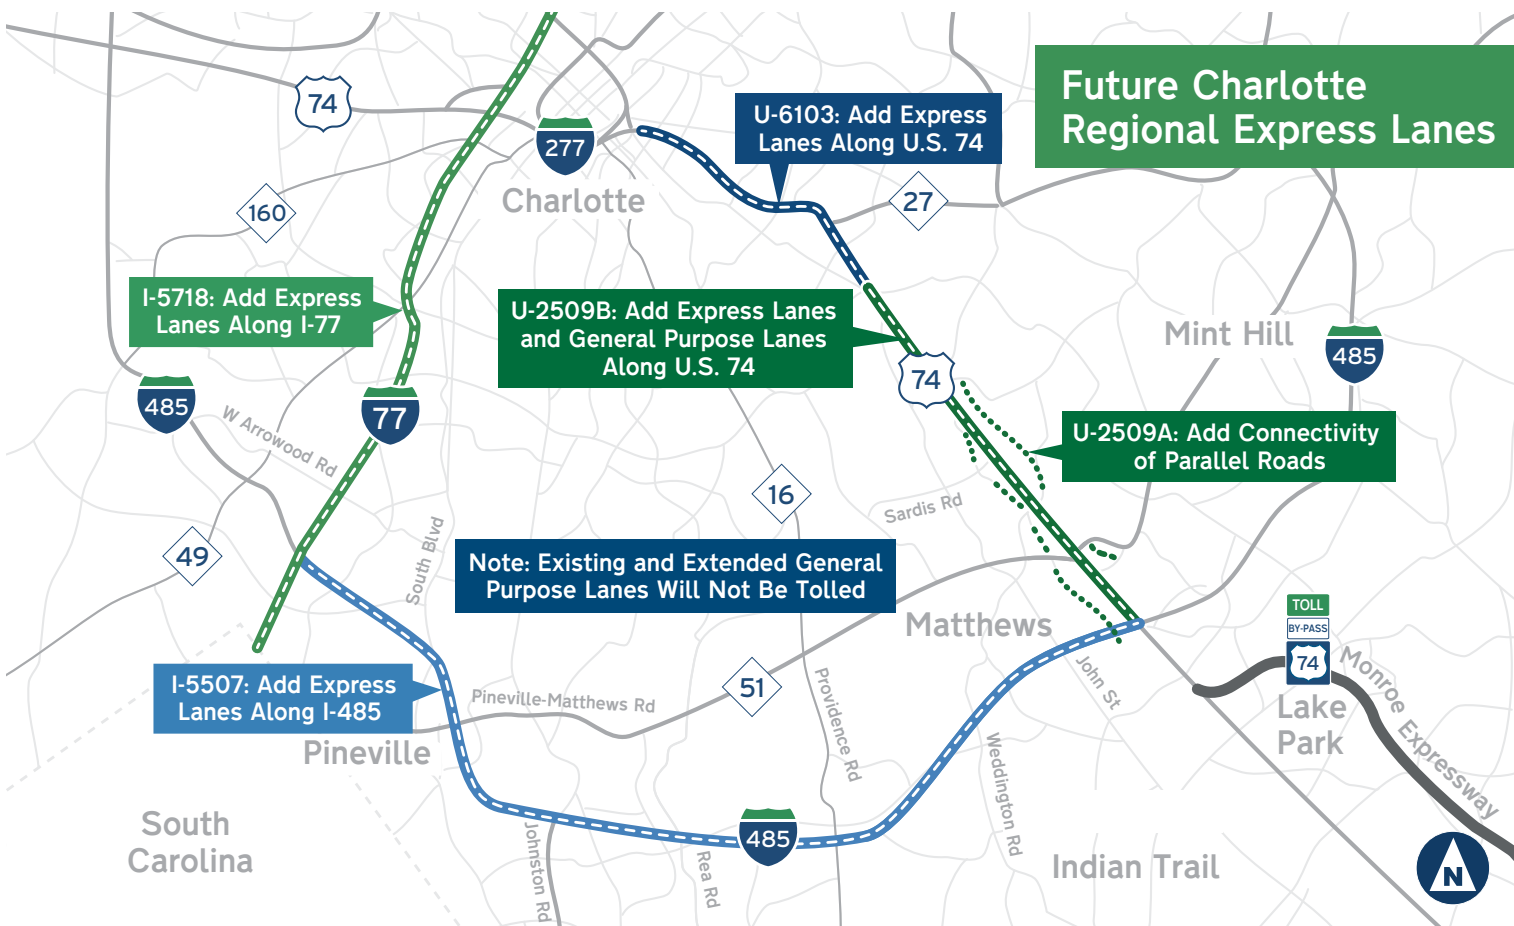 Future Charlotte
Regional Express Lanes
74
277
Charlotte
U-6103: Add Express
Lanes Along U.S. 74
27
160
I-5718: Add Express
Lanes Along I-77
U-2509B: Add Express Lanes
and General Purpose Lanes
Along U.S. 74
Mint Hill
485
74
485
77
W Arrowood Rd
U-2509A: Add Connectivity
of Parallel Roads
16
Sardis Rd
49
South Blvd
Note: Existing and Extended General
Purpose Lanes Will Not Be Tolled
Matthews
TOLL
BY-PASS
74
Monroe Expressway
I-5507: Add Express
Lanes Along I-485
Pineville-Matthews Rd
51
Providence Rd
John St
Lake
Park
Pineville
Weddington Rd
South
Carolina
485
Johnston Rd
Rea Rd
Indian Trail
N